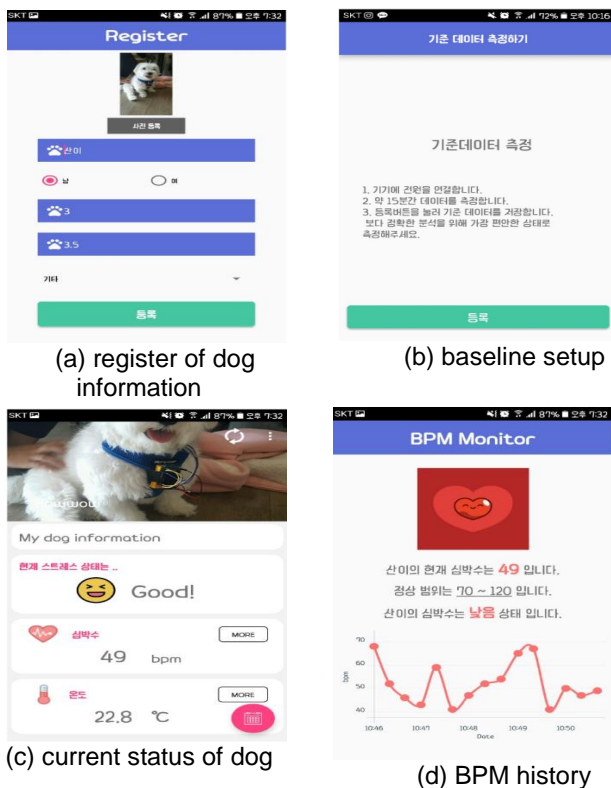 SKT 87% 오후 7:32
Register
사진 등록
산이
남 여
3
3.5
기타
등록
(a) register of dog
information
SKT 72% 오후 10:16
기준 데이터 측정하기
기준데이터 측정
1. 기기에 전원을 연결합니다.
2. 약 15분간 데이터를 측정합니다.
3. 등록버튼을 눌러 기준 데이터를 저장합니다.
보다 정확한 분석을 위해 가장 편안한 상태로
측정해주세요.
등록
(b) baseline setup
SKT 87% 오후 7:32
My dog information
현재 스트레스 상태는 ..
Good!
심박수 MORE
49 bpm
온도 MORE
22.8 ℃
(c) current status of dog
SKT 87% 오후 7:32
BPM Monitor
산이의 현재 심박수는 49 입니다.
정상 범위는 70 ~ 120 입니다.
산이의 심박수는 낮음 상태 입니다.
70
60
50
40
bpm
10:46 10:47 10:48 10:49 10:50
Date
(d) BPM history